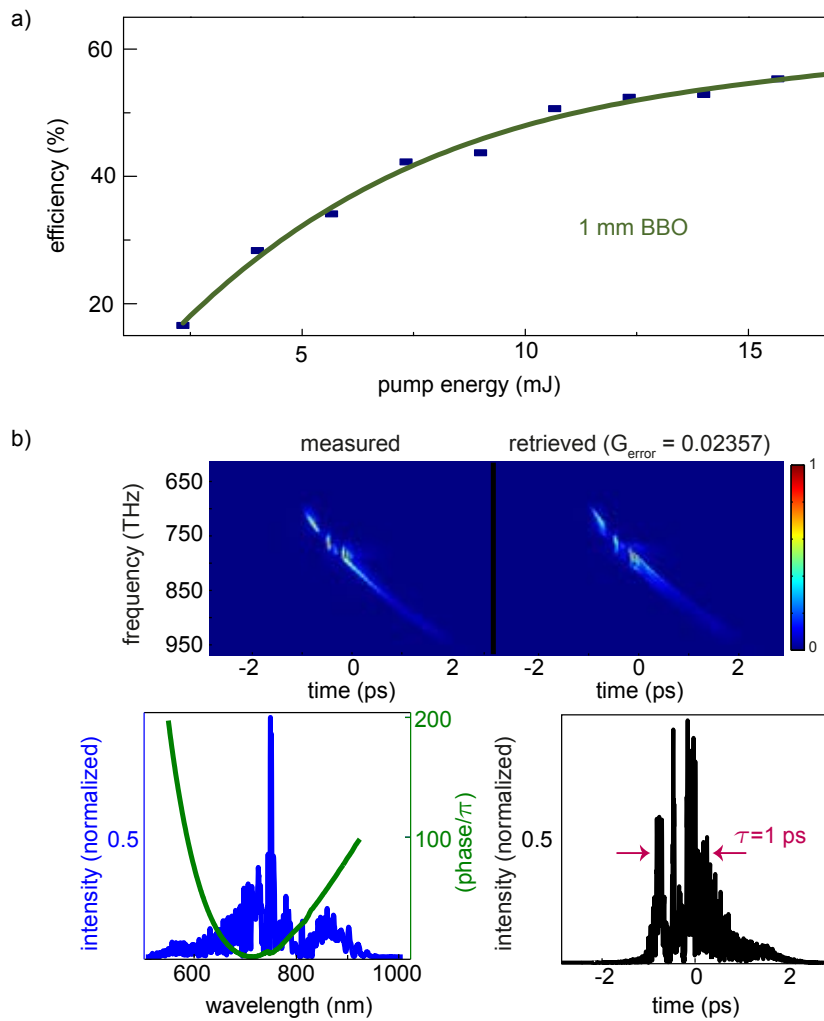 a)
60
40
20
efficiency (%)
1 mm BBO
5
10
15
pump energy (mJ)
b)
measured
retrieved (G_error = 0.02357)
650
750
850
950
frequency (THz)
1
0
-2
0
2
-2
0
2
time (ps)
time (ps)
0.5
intensity (normalized)
200
100
(phase/π)
600
800
1000
wavelength (nm)
0.5
intensity (normalized)
τ=1 ps
-2
0
2
time (ps)